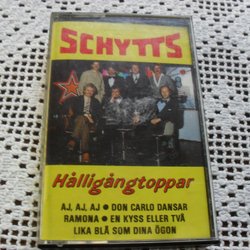 SCHYTTS
Hålligångtoppar
AJ, AJ, AJ ● DON CARLO DANSAR
RAMONA ● EN KYSS ELLER TVÅ
LIKA BLÅ SOM DINA ÖGON